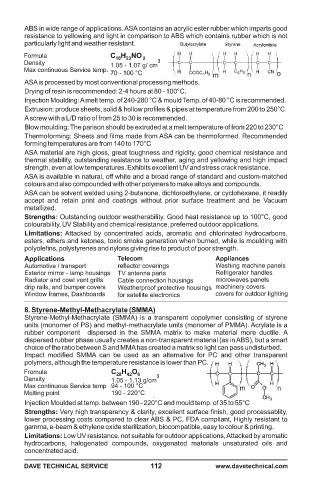 ABS in wide range of applications. ASA contains an acrylic ester rubber which imparts good
resistance to yellowing and light in comparison to ABS which contains rubber which is not
particularly light and weather resistant.
Butylacrylate Styrene Acrylonitrile
Formula C18H23NO2
Density 1.05 - 1.07 g/ cm3
Max continuous Service temp. 70 - 100 °C
ASA is processed by most conventional processing methods.
Drying of resin is recommended: 2-4 hours at 80 - 100°C.
Injection Moulding: Amelt temp. of 240-280 °C & mould Temp. of 40-80 °C is recommended.
Extrusion: produce sheets, solid & hollow profiles & pipes at temperature from 200 to 250°C
A screw with a L/D ratio of from 25 to 30 is recommended.
Blow moulding: The parison should be extruded at a melt temperature of from 220 to 230°C
Thermoforming: Sheets and films made from ASA can be thermoformed. Recommended
forming temperatures are from 140 to 170°C
ASA material are high gloss, great toughness and rigidity, good chemical resistance and
thermal stability, outstanding resistance to weather, aging and yellowing and high impact
strength, even at low temperatures. Exhibits excellent UV and stress crack resistance.
ASA is available in natural, off white and a broad range of standard and custom-matched
colours and also compounded with other polymers to make alloys and compounds.
ASA can be solvent welded using 2-butanone, dichloroethylene, or cyclohexane, it readily
accept and retain print and coatings without prior surface treatment and be Vacuum
metallized.
Strengths: Outstanding outdoor weatherability. Good heat resistance up to 100°C, good
colourability, UV Stability and chemical resistance, preferred outdoor applications.
Limitations: Attacked by concentrated acids, aromatic and chlorinated hydrocarbons,
esters, ethers and ketones, toxic smoke generation when burned, while is moulding with
polyolefins, polystyrenes and nylons giving rise to product of poor strength.
Applications Telecom Appliances
Automotive / transport reflector coverings Washing machine panels
Exterior mirror - lamp housings TV antenna parts Refrigerator handles
Radiator and cowl vent grills Cable connection housings microwaves panels
drip rails, and bumper covers Weatherproof protective housings machinery covers
Window frames, Dashboards for satellite electronics covers for outdoor lighting
8. Styrene-Methyl-Methacrylate (SMMA)
Styrene-Methyl-Methacrylate (SMMA) is a transparent copolymer consisting of styrene
units (monomer of PS) and methyl-methacrylate units (monomer of PMMA). Acrylate is a
rubber component dispersed in the SMMA matrix to make material more ductile. A
dispensed rubber phase usually creates a non-transparent material (as in ABS), but a smart
choice of the ratio between S and MMA has created a matrix so light can pass undisturbed.
Impact modified SMMA can be used as an alternative for PC and other transparent
polymers, although the temperature resistance is lower than PC.
Density 1.05 - 1.13 g/cm3
Max continuous Service temp 94 - 100 °C
Melting point 190 - 220°C
Injection Moulded at temp. between 190 - 220°C and mould temp. of 35 to 55°C
Strengths: Very high transparency & clarity, excellent surface finish, good processablity,
lower processing costs compared to clear ABS & PC, FDA complaint, Highly resistant to
gamma, e-beam & ethylene oxide sterilization, biocompatible, easy to colour & printing.
Limitations: Low UV resistance, not suitable for outdoor applications, Attacked by aromatic
hydrocarbons, halogenated compounds, oxygenated materials unsaturated oils and
concentrated acid.
DAVE TECHNICAL SERVICE 112 www.davetechnical.com